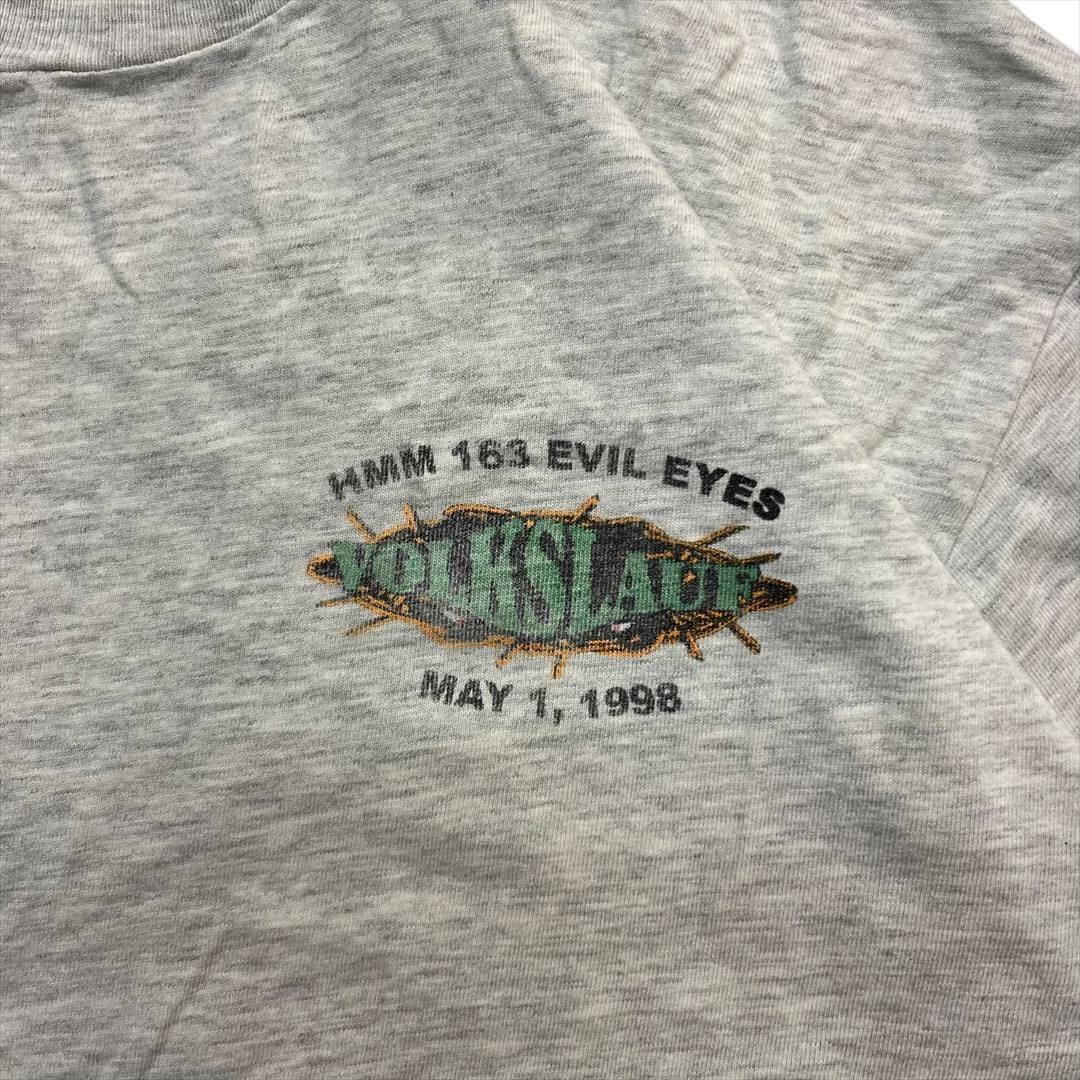 HMM 163 EVIL EYES
VOLKSLAUF
MAY 1, 1998